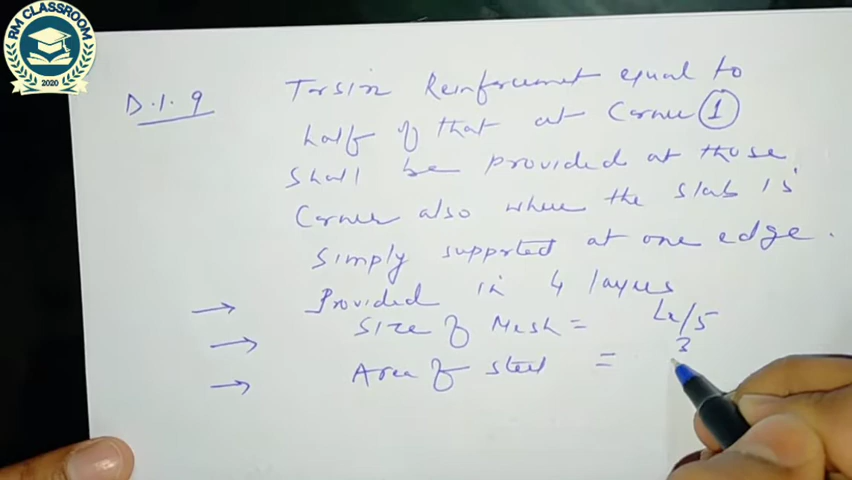 RM CLASSROOM
2020
D.1.9
Torsion Reinforcement equal to
half of that at Corner 1
Shall be provided at those
Corner also where the slab is
simply supported at one edge.
→ Provided in 4 layers
→ Size of Mesh = Lx/5
→ Area of steel = 3